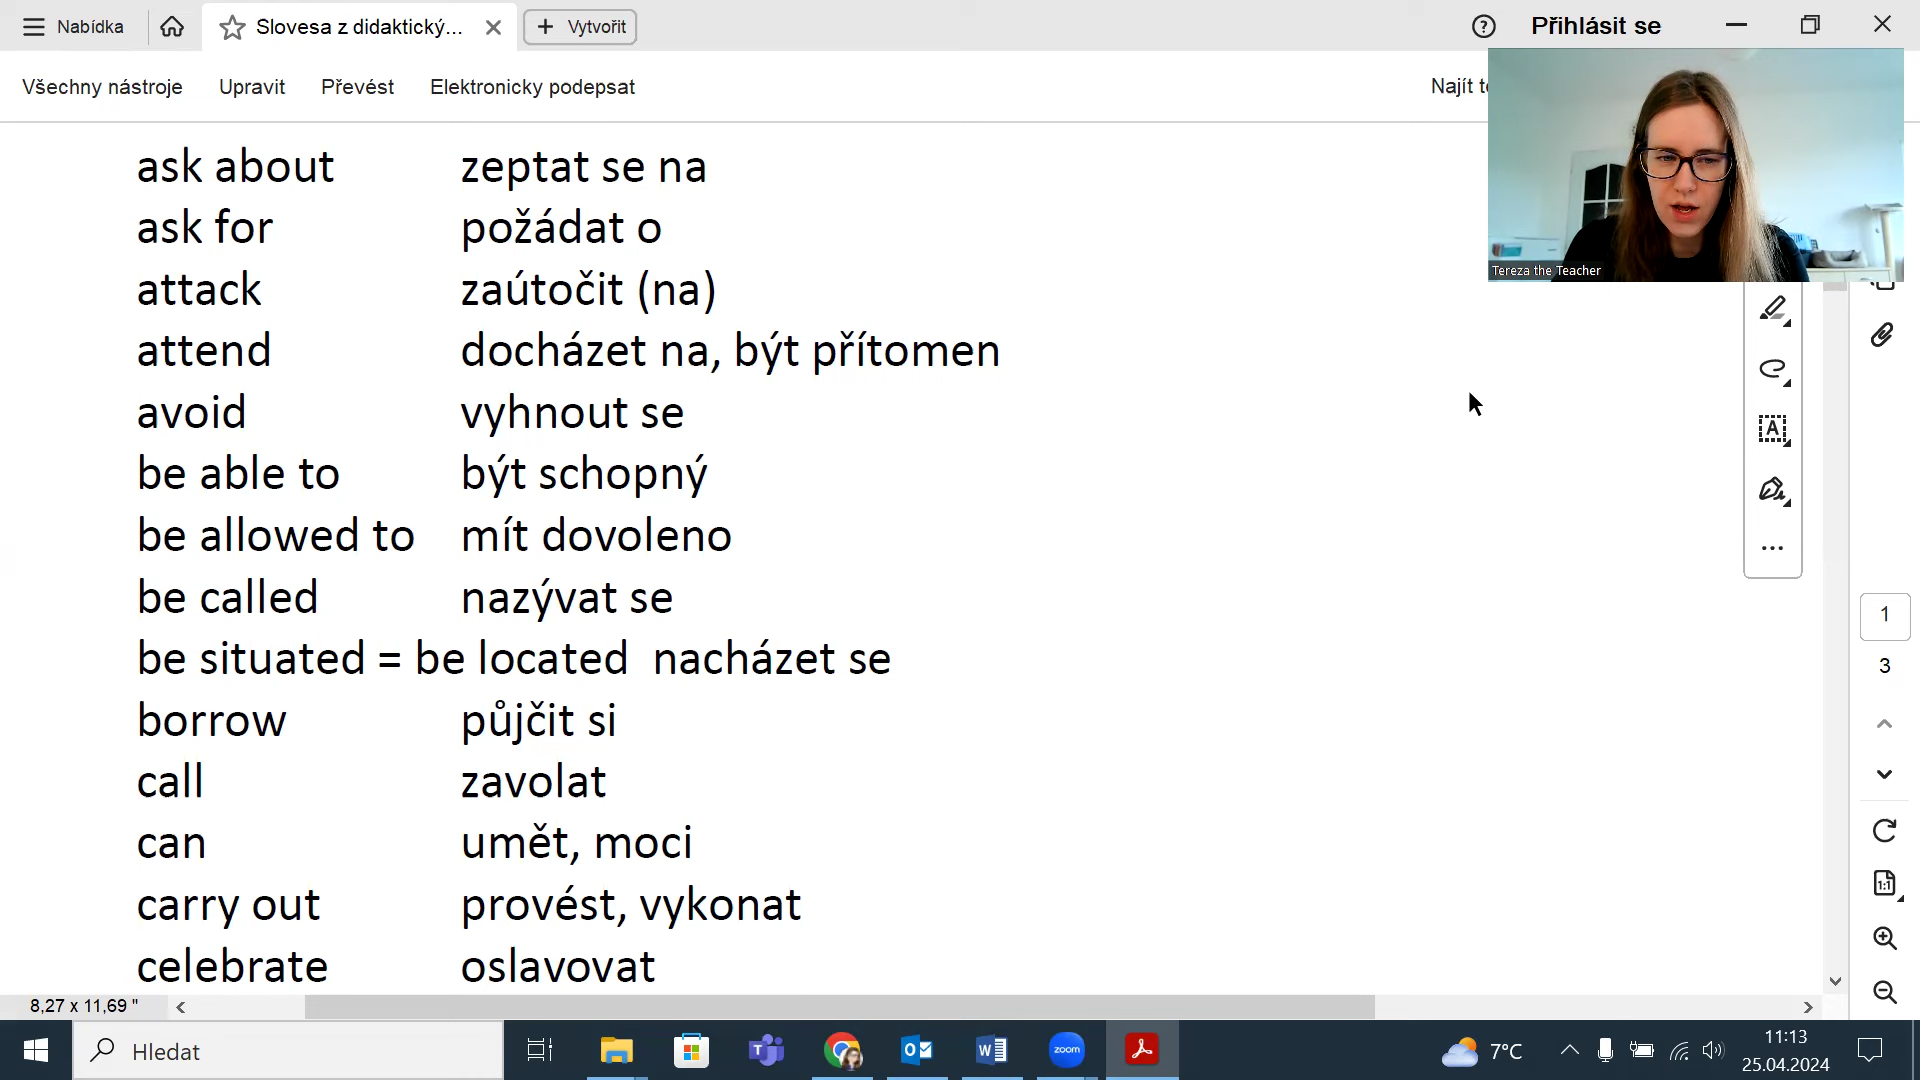 Nabídka
Slovesa z didaktický...
Vytvořit
Přihlásit se
Všechny nástroje
Upravit
Převést
Elektronicky podepsat
Najít te
Tereza the Teacher
ask about zeptat se na
ask for požádat o
attack zaútočit (na)
attend docházet na, být přítomen
avoid vyhnout se
be able to být schopný
be allowed to mít dovoleno
be called nazývat se
be situated = be located nacházet se
borrow půjčit si
call zavolat
can umět, moci
carry out provést, vykonat
celebrate oslavovat
1
3
8,27 x 11,69 "
Hledat
zoom
7°C
11:13
25.04.2024